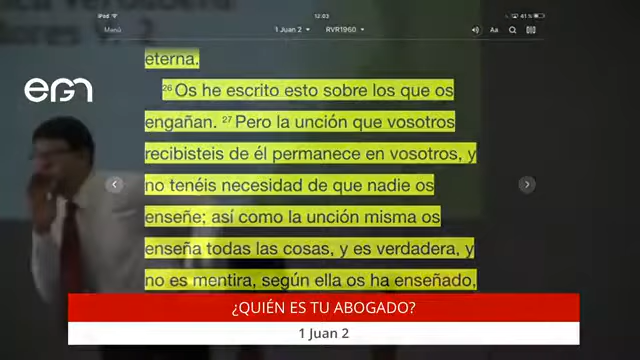 iPad
12:03
41 %
Menú
1 Juan 2
RVR1960
Aa
eterna.
26 Os he escrito esto sobre los que os
engañan. 27 Pero la unción que vosotros
recibisteis de él permanece en vosotros, y
no tenéis necesidad de que nadie os
enseñe; así como la unción misma os
enseña todas las cosas, y es verdadera, y
no es mentira, según ella os ha enseñado,
¿QUIÉN ES TU ABOGADO?
1 Juan 2